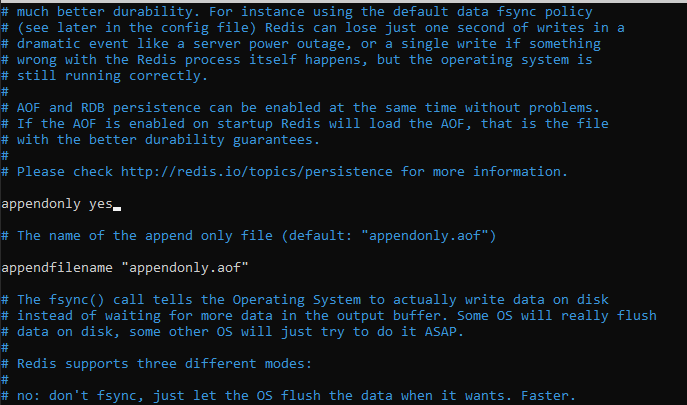 # much better durability. For instance using the default data fsync policy
# (see later in the config file) Redis can lose just one second of writes in a
# dramatic event like a server power outage, or a single write if something
# wrong with the Redis process itself happens, but the operating system is
# still running correctly.
#
# AOF and RDB persistence can be enabled at the same time without problems.
# If the AOF is enabled on startup Redis will load the AOF, that is the file
# with the better durability guarantees.
#
# Please check http://redis.io/topics/persistence for more information.
appendonly yes
# The name of the append only file (default: "appendonly.aof")
appendfilename "appendonly.aof"
# The fsync() call tells the Operating System to actually write data on disk
# instead of waiting for more data in the output buffer. Some OS will really flush
# data on disk, some other OS will just try to do it ASAP.
#
# Redis supports three different modes:
#
# no: don't fsync, just let the OS flush the data when it wants. Faster.